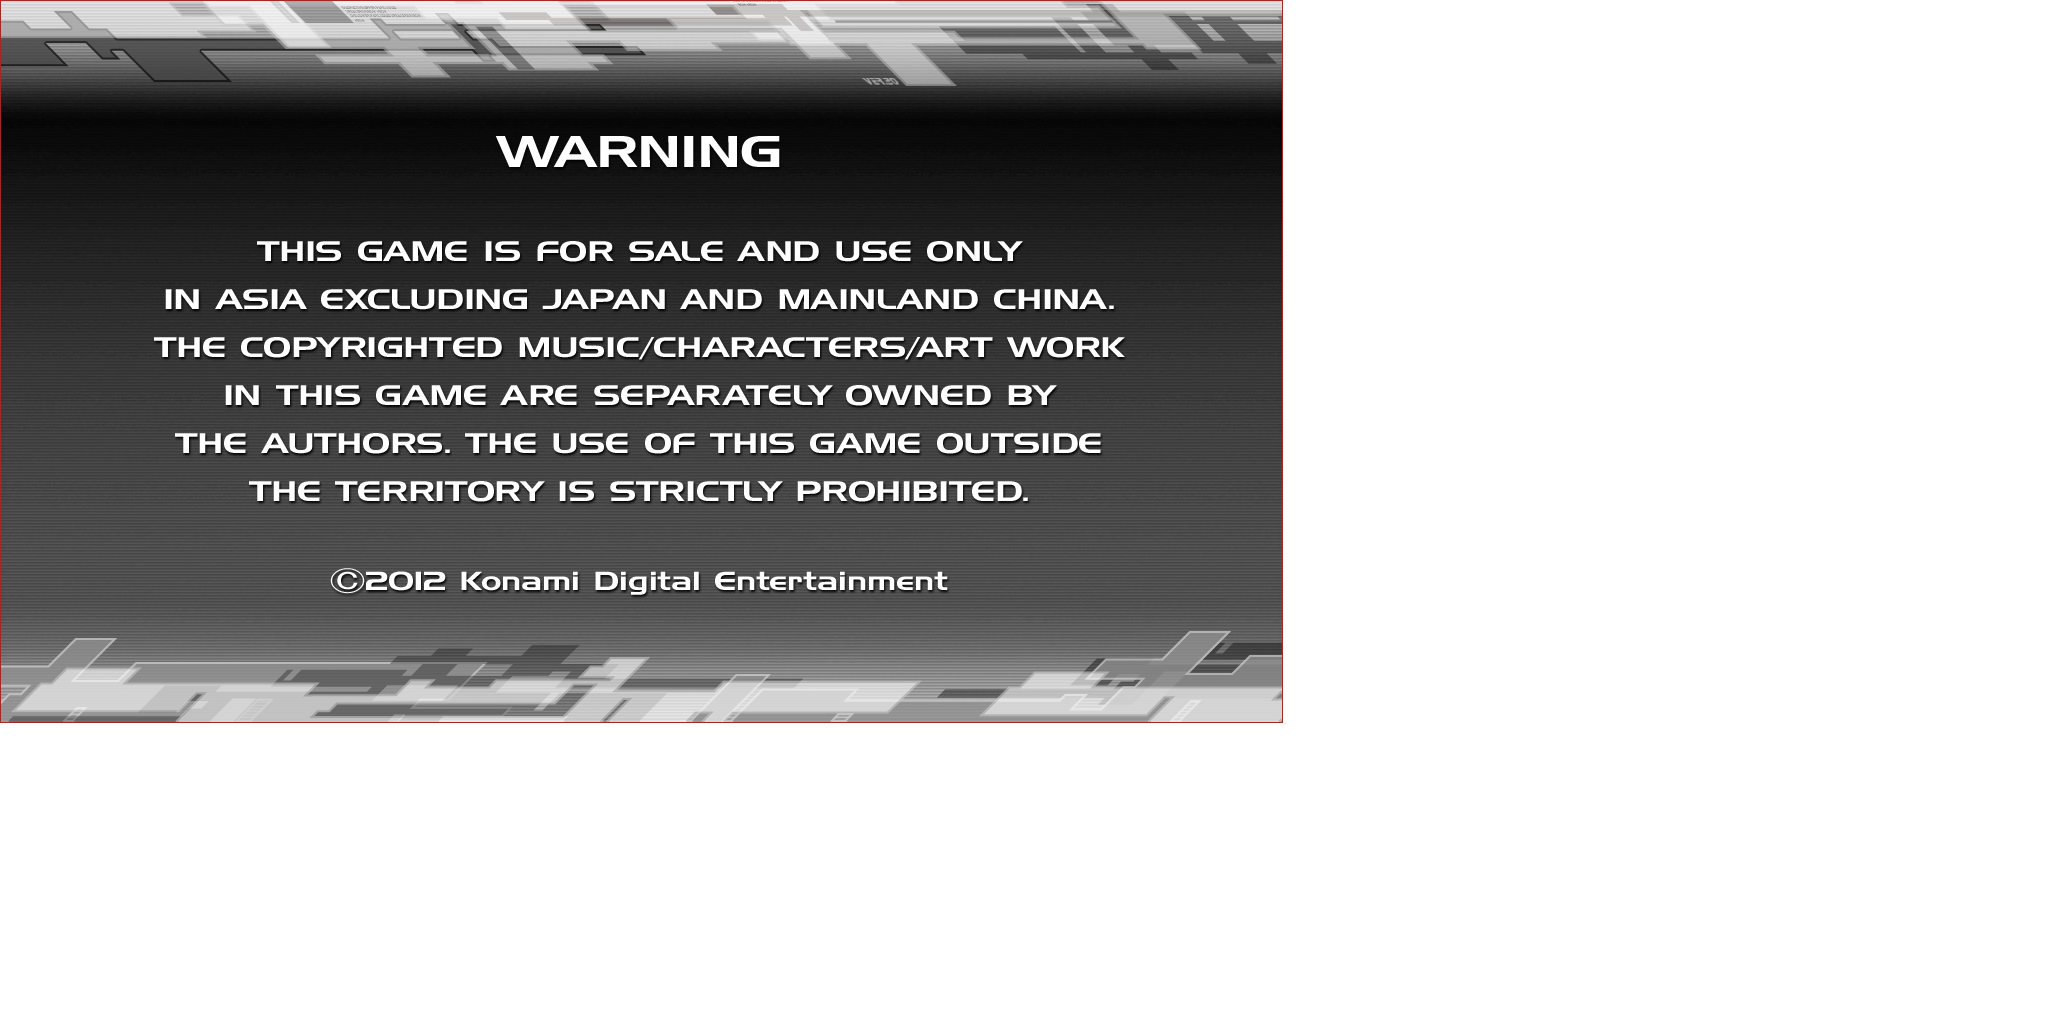 WARNING
THIS GAME IS FOR SALE AND USE ONLY
IN ASIA EXCLUDING JAPAN AND MAINLAND CHINA.
THE COPYRIGHTED MUSIC/CHARACTERS/ART WORK
IN THIS GAME ARE SEPARATELY OWNED BY
THE AUTHORS. THE USE OF THIS GAME OUTSIDE
THE TERRITORY IS STRICTLY PROHIBITED.
©2012 Konami Digital Entertainment